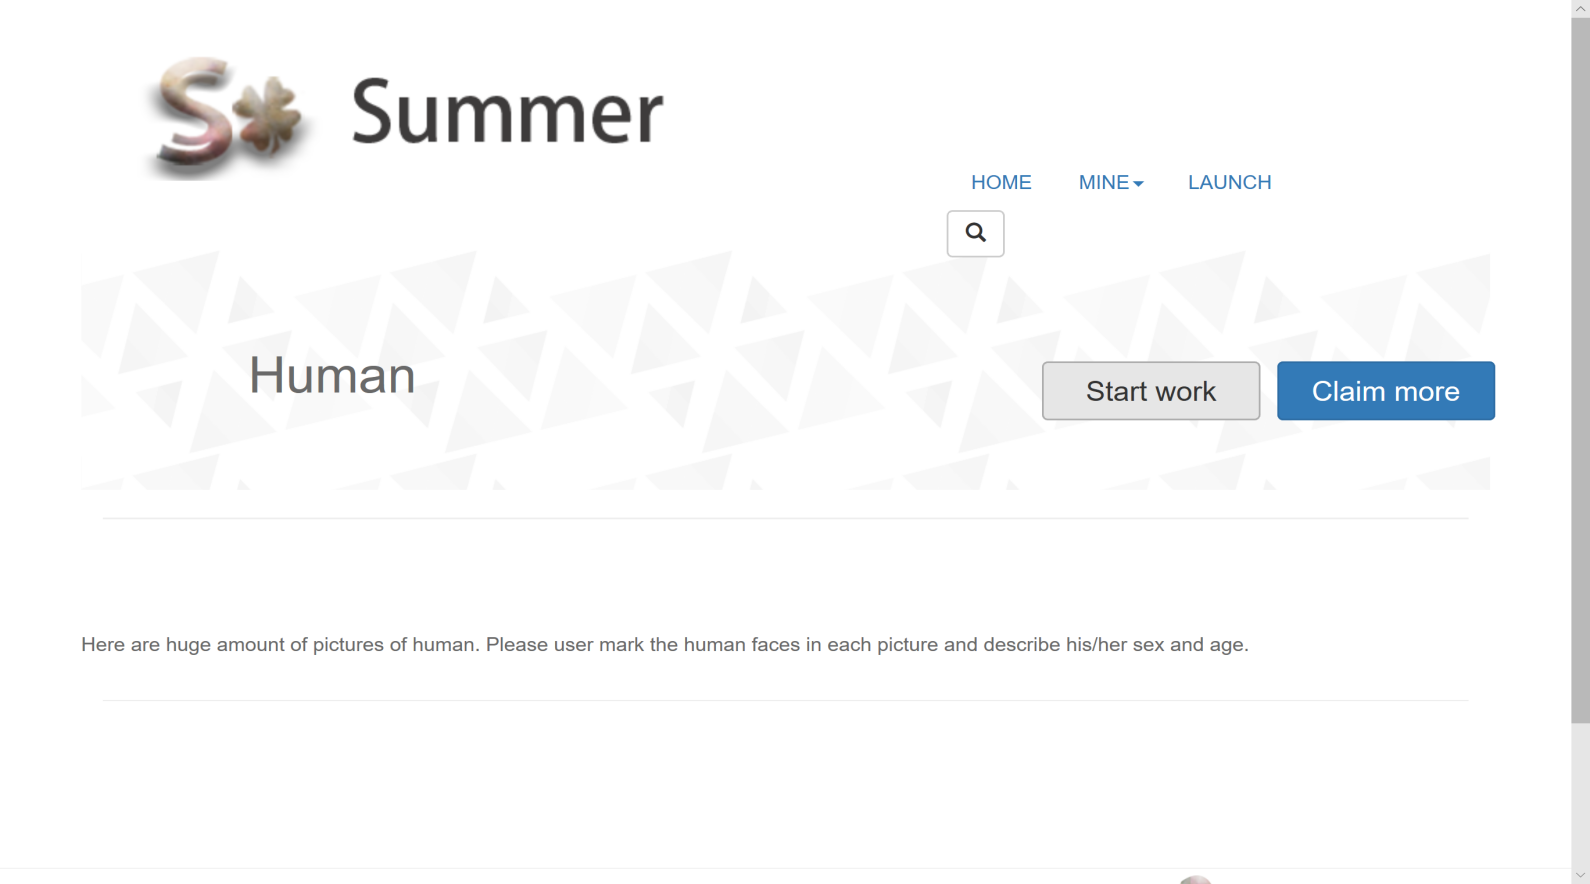 S
Summer
HOME MINE LAUNCH
Human
Start work Claim more
Here are huge amount of pictures of human. Please user mark the human faces in each picture and describe his/her sex and age.